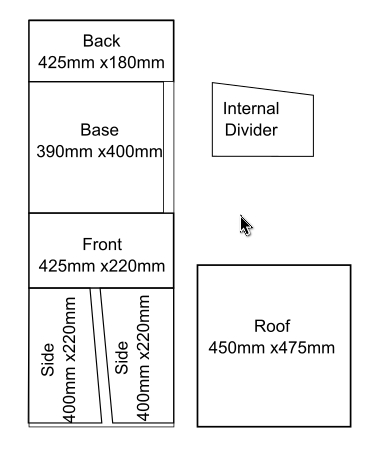 Back
425mm x180mm
Internal
Divider
Base
390mm x400mm
Front
425mm x220mm
Side
400mm x220mm
Side
400mm x220mm
Roof
450mm x475mm